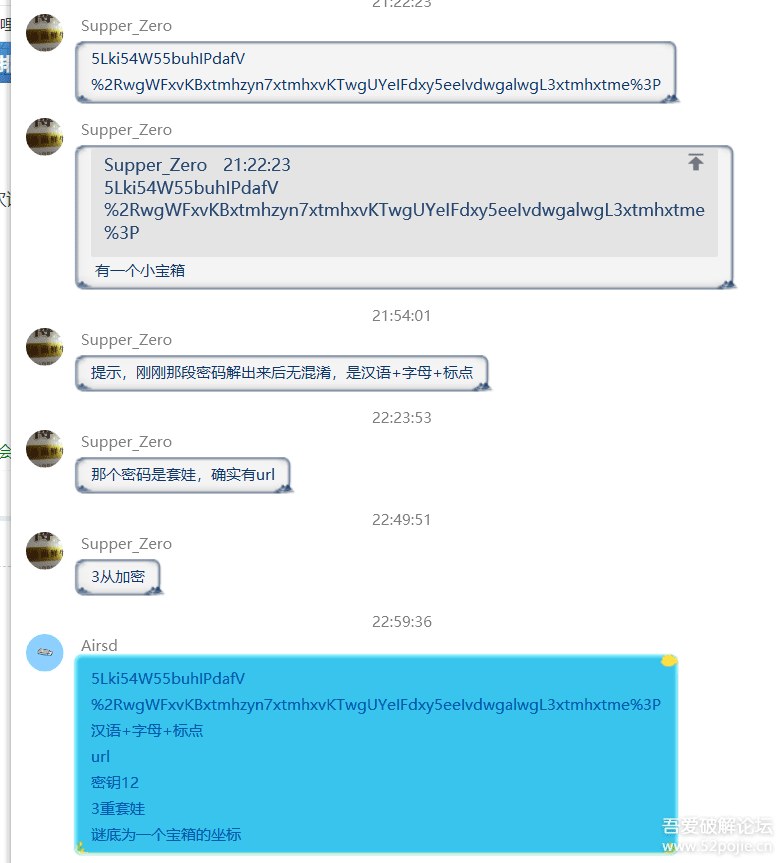 21:22:23
Supper_Zero
5Lki54W55buhIPdafV
%2RwgWFxvKBxtmhzyn7xtmhxvKTwgUYeIFdxy5eeIvdwgalwgL3xtmhxtme%3P
Supper_Zero
Supper_Zero 21:22:23
5Lki54W55buhIPdafV
%2RwgWFxvKBxtmhzyn7xtmhxvKTwgUYeIFdxy5eeIvdwgalwgL3xtmhxtme
%3P
有一个小宝箱
21:54:01
Supper_Zero
提示，刚刚那段密码解出来后无混淆，是汉语+字母+标点
22:23:53
Supper_Zero
那个密码是套娃，确实有url
22:49:51
Supper_Zero
3从加密
22:59:36
Airsd
5Lki54W55buhIPdafV
%2RwgWFxvKBxtmhzyn7xtmhxvKTwgUYeIFdxy5eeIvdwgalwgL3xtmhxtme%3P
汉语+字母+标点
url
密钥12
3重套娃
谜底为一个宝箱的坐标
吾爱破解论坛
www.52pojie.cn